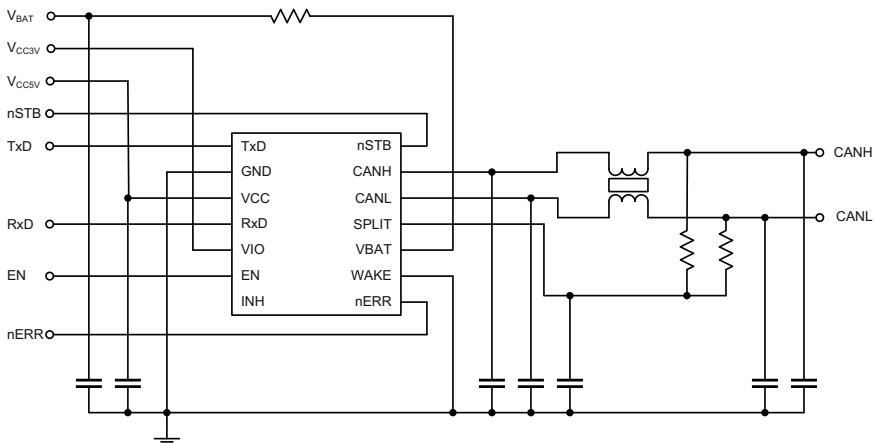 VBAT
VCC3V
VCC5V
nSTB
TxD
RxD
EN
nERR
TxD
GND
VCC
RxD
VIO
EN
INH
nSTB
CANH
CANL
SPLIT
VBAT
WAKE
nERR
CANH
CANL